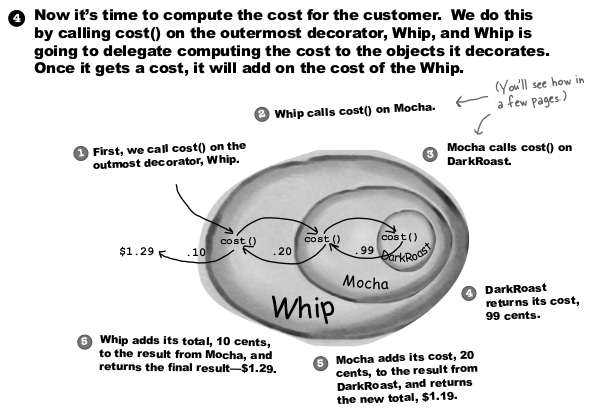 4 Now it's time to compute the cost for the customer. We do this
by calling cost() on the outermost decorator, Whip, and Whip is
going to delegate computing the cost to the objects it decorates.
Once it gets a cost, it will add on the cost of the Whip.
(You'll see how in
a few pages.)
2 Whip calls cost() on Mocha.
1 First, we call cost() on the
outmost decorator, Whip.
3 Mocha calls cost() on
DarkRoast.
$1.29 .10 cost() .20 cost() .99 cost()
DarkRoast
Mocha
Whip
4 DarkRoast
returns its cost,
99 cents.
5 Whip adds its total, 10 cents,
to the result from Mocha, and
returns the final result—$1.29.
5 Mocha adds its cost, 20
cents, to the result from
DarkRoast, and returns
the new total, $1.19.